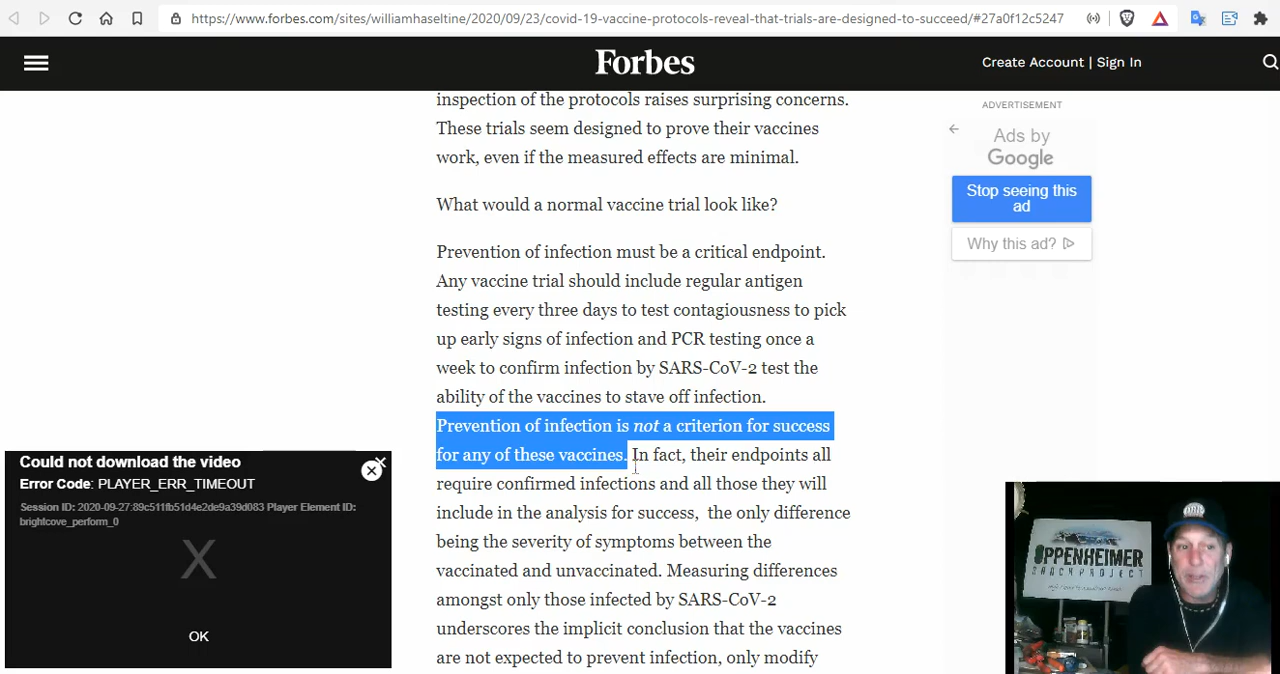 https://www.forbes.com/sites/williamhaseltine/2020/09/23/covid-19-vaccine-protocols-reveal-that-trials-are-designed-to-succeed/#27a0f12c5247
Forbes
Create Account | Sign In
inspection of the protocols raises surprising concerns.
These trials seem designed to prove their vaccines
work, even if the measured effects are minimal.
What would a normal vaccine trial look like?
Prevention of infection must be a critical endpoint.
Any vaccine trial should include regular antigen
testing every three days to test contagiousness to pick
up early signs of infection and PCR testing once a
week to confirm infection by SARS-CoV-2 test the
ability of the vaccines to stave off infection.
Prevention of infection is not a criterion for success
for any of these vaccines. In fact, their endpoints all
require confirmed infections and all those they will
include in the analysis for success, the only difference
being the severity of symptoms between the
vaccinated and unvaccinated. Measuring differences
amongst only those infected by SARS-CoV-2
underscores the implicit conclusion that the vaccines
are not expected to prevent infection, only modify
ADVERTISEMENT
Ads by
Google
Stop seeing this
ad
Why this ad?
Could not download the video
Error Code: PLAYER_ERR_TIMEOUT
Session ID: 2020-09-27:89c511fb51d4e2de9a39d083 Player Element ID:
brightcove_perform_0
X
OK
OPPENHEIMER
RANCH PROJECT